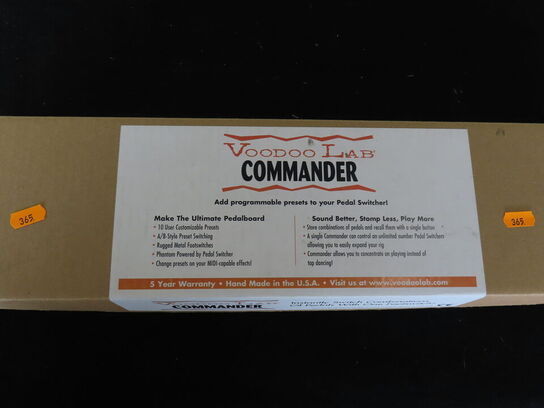 VOODOO LAB®
COMMANDER
Add programmable presets to your Pedal Switcher!
Make The Ultimate Pedalboard
• 10 User Customizable Presets
• A/B-Style Preset Switching
• Rugged Metal Footswitches
• Phantom Powered by Pedal Switcher
• Change presets on your MIDI-capable effects!
Sound Better, Stomp Less, Play More
• Store combinations of pedals and recall them with a single button
• A single Commander can control an unlimited number Pedal Switchers
allowing you to easily expand your rig
• Commander allows you to concentrate on playing instead of
tap dancing!
5 Year Warranty • Hand Made in the U.S.A. • Visit us at www.voodoolab.com
365.
365.
COMMANDER